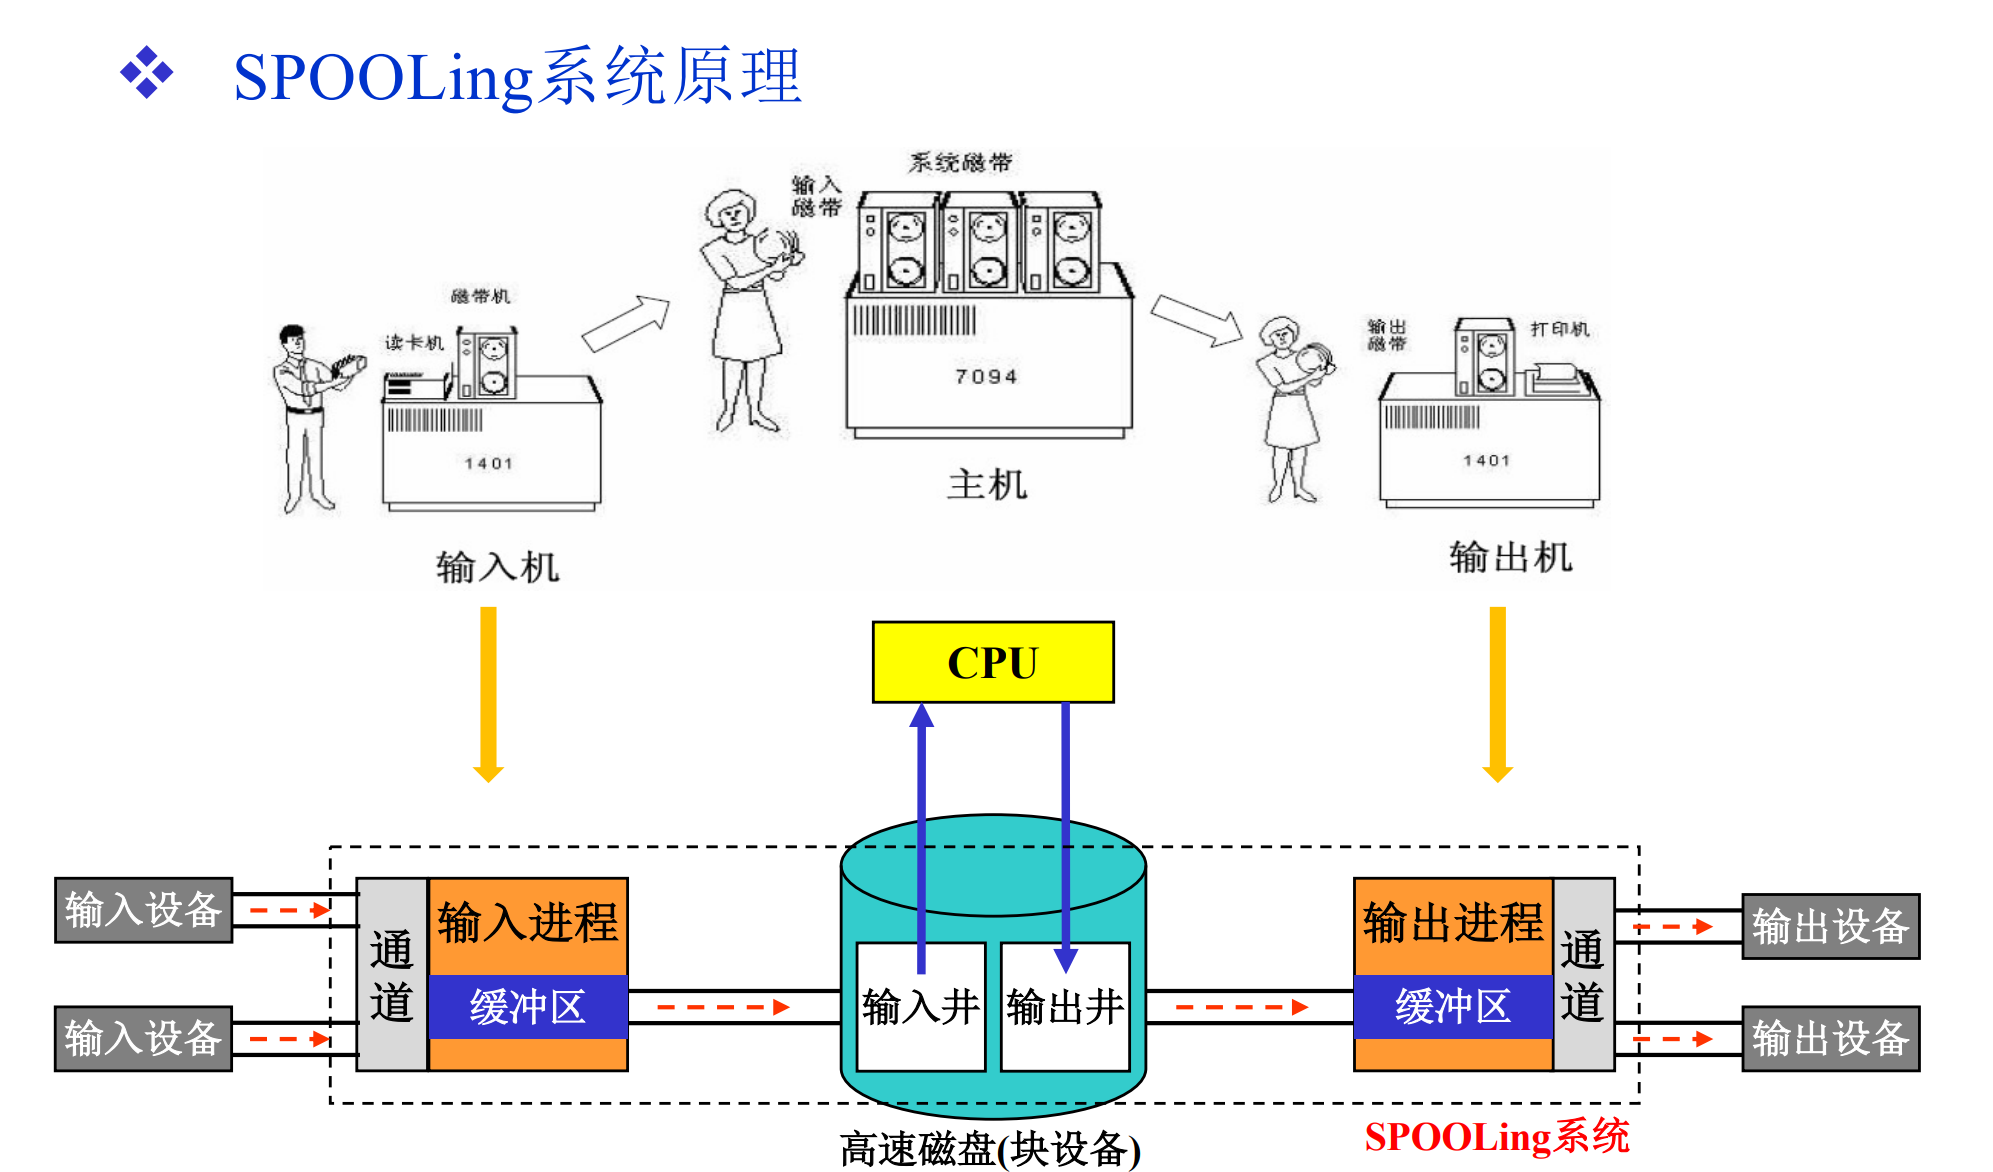 SPOOLing系统原理
系统磁带
输入
磁带
磁带机
读卡机
输出
磁带
打印机
7094
1401
1401
主机
输入机
输出机
CPU
输入设备
输入设备
通
道
输入进程
缓冲区
输入井
输出井
输出进程
缓冲区
通
道
输出设备
输出设备
高速磁盘(块设备)
SPOOLing系统